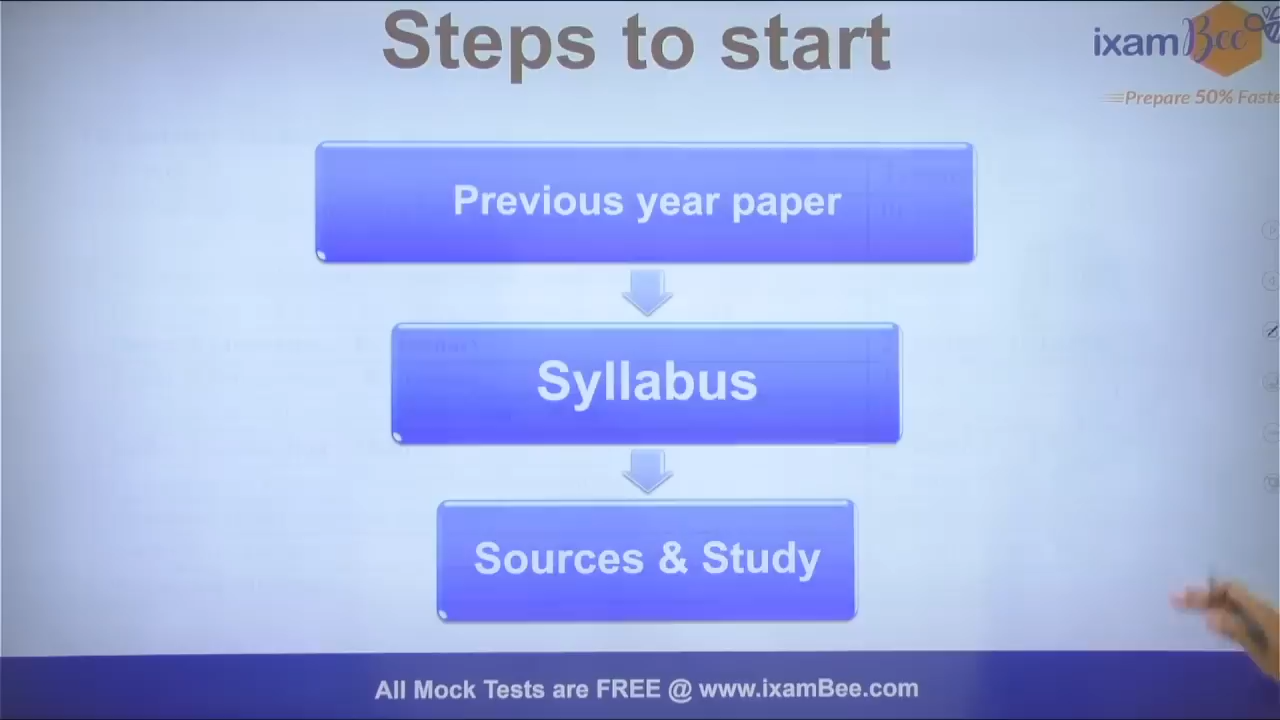 Steps to start
ixamBee
Prepare 50% Faste
Previous year paper
Syllabus
Sources & Study
All Mock Tests are FREE @ www.ixamBee.com